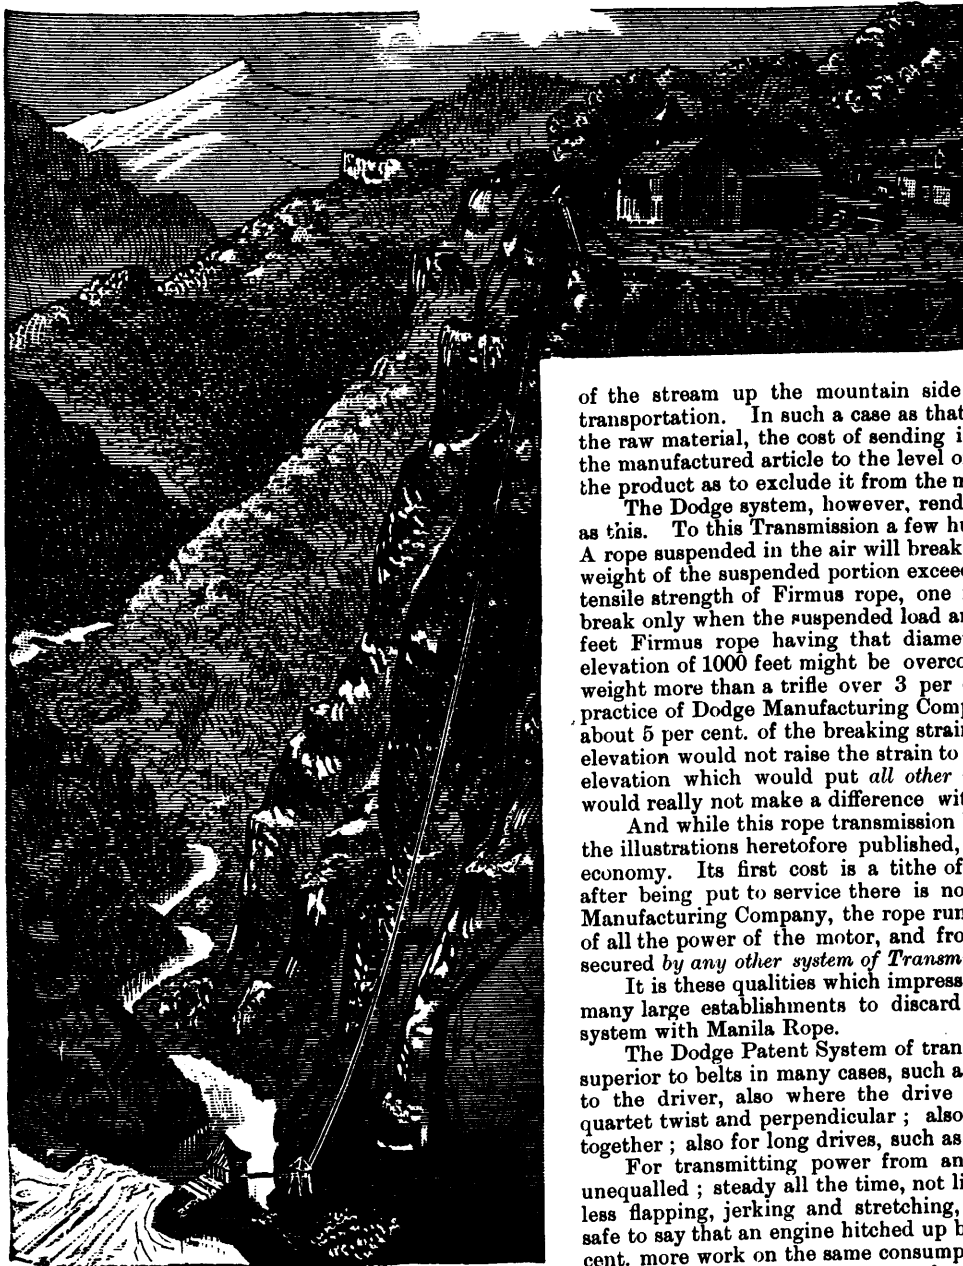 of the stream up the mountain side
transportation. In such a case as that
the raw material, the cost of sending i
the manufactured article to the level o
the product as to exclude it from the n
The Dodge system, however, rend
as this. To this Transmission a few hu
A rope suspended in the air will break
weight of the suspended portion exceed
tensile strength of Firmus rope, one
break only when the suspended load an
feet Firmus rope having that diame
elevation of 1000 feet might be overco
weight more than a trifle over 3 per
practice of Dodge Manufacturing Comp
about 5 per cent. of the breaking strain
elevation would not raise the strain to
elevation which would put all other
would really not make a difference wit
And while this rope transmission
the illustrations heretofore published,
economy. Its first cost is a tithe of
after being put to service there is no
Manufacturing Company, the rope run
of all the power of the motor, and fro
secured by any other system of Transm
It is these qualities which impress
many large establishments to discard
system with Manila Rope.
The Dodge Patent System of tran
superior to belts in many cases, such a
to the driver, also where the drive
quartet twist and perpendicular ; also
together ; also for long drives, such as
For transmitting power from an
unequalled ; steady all the time, not li
less flapping, jerking and stretching,
safe to say that an engine hitched up b
cent. more work on the same consump